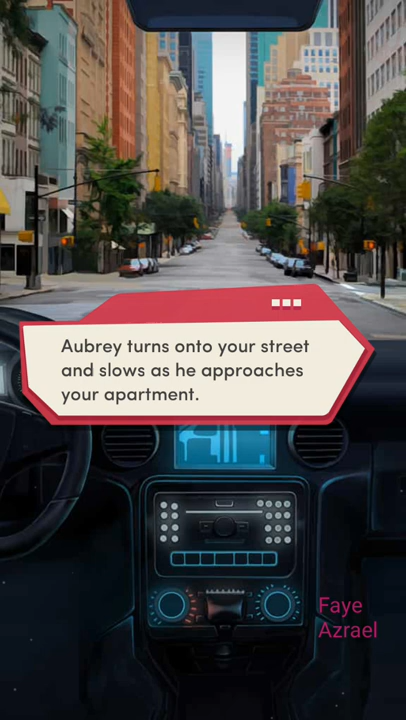 Aubrey turns onto your street
and slows as he approaches
your apartment.
Faye
Azrael